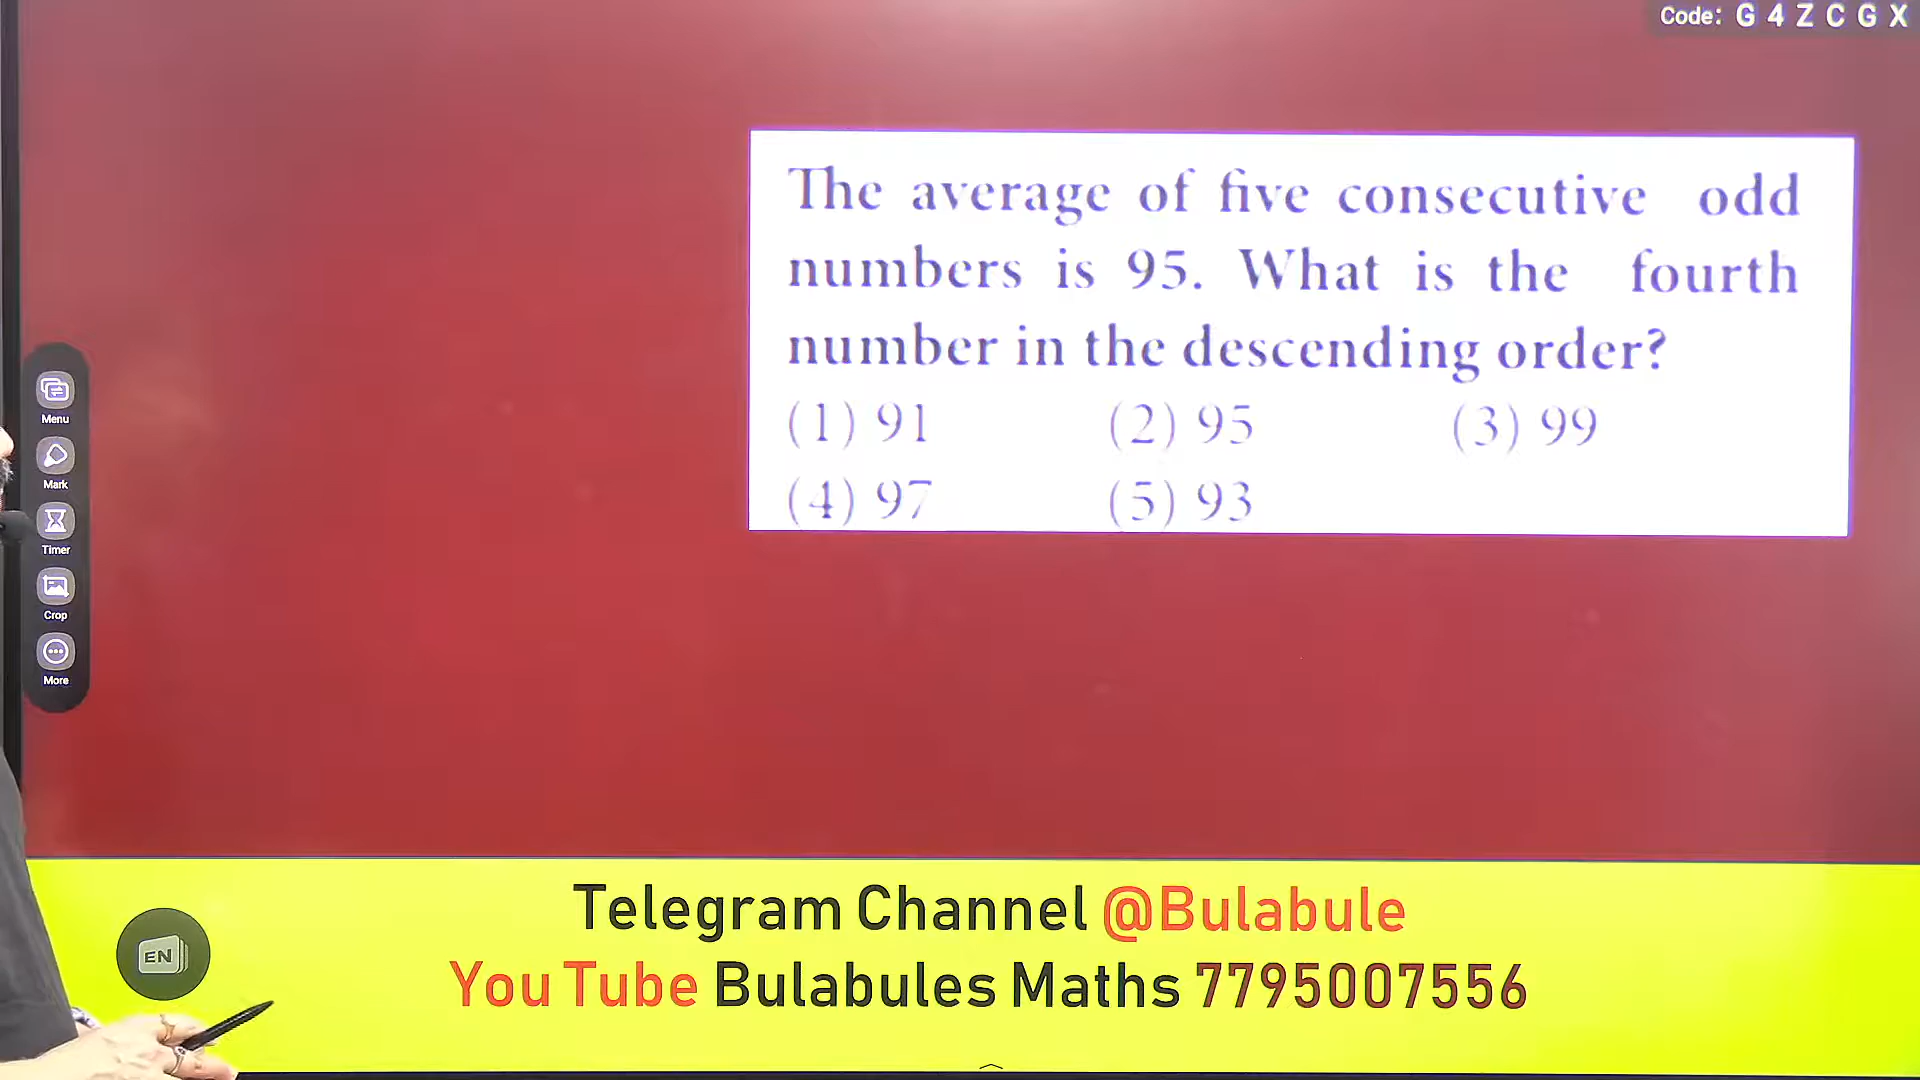 Code: G 4 Z C G X
The average of five consecutive odd
numbers is 95. What is the fourth
number in the descending order?
(1) 91 (2) 95 (3) 99
(4) 97 (5) 93
Menu
Mark
Timer
Crop
More
EN
Telegram Channel @Bulabule
You Tube Bulabules Maths 7795007556